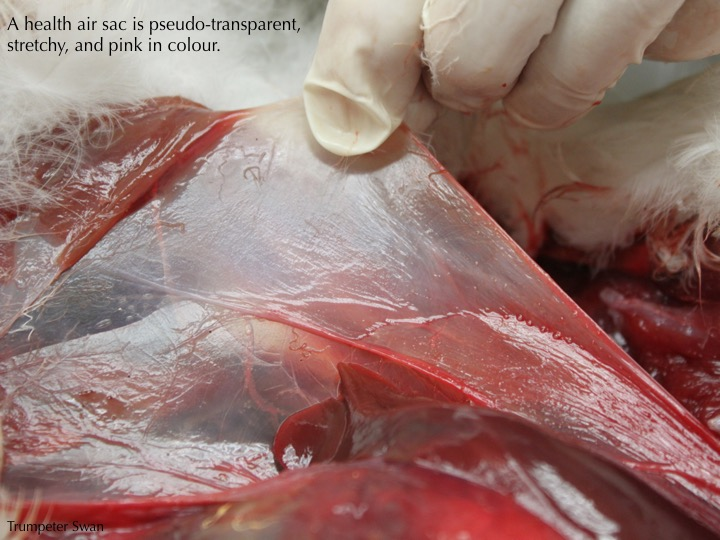 A health air sac is pseudo-transparent,
stretchy, and pink in colour.
Trumpeter Swan